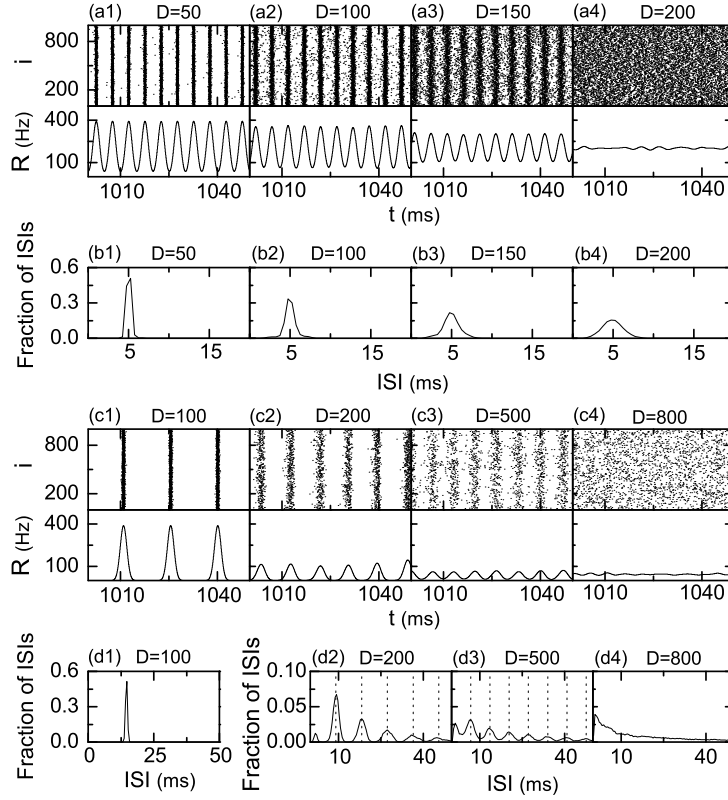 (a1) D=50 (a2) D=100 (a3) D=150 (a4) D=200
800
200
i
400
100
R (Hz)
1010 1040 1010 1040 1010 1040 1010 1040
t (ms)
(b1) D=50 (b2) D=100 (b3) D=150 (b4) D=200
0.6
0.3
0.0
Fraction of ISIs
5 15 5 15 5 15 5 15
ISI (ms)
(c1) D=100 (c2) D=200 (c3) D=500 (c4) D=800
800
200
i
400
100
R (Hz)
1010 1040 1010 1040 1010 1040 1010 1040
t (ms)
(d1) D=100 (d2) D=200 (d3) D=500 (d4) D=800
0.6
0.3
0.0
Fraction of ISIs
0 25 50
ISI (ms)
0.10
0.05
0.00
Fraction of ISIs
10 40 10 40 10 40
ISI (ms)